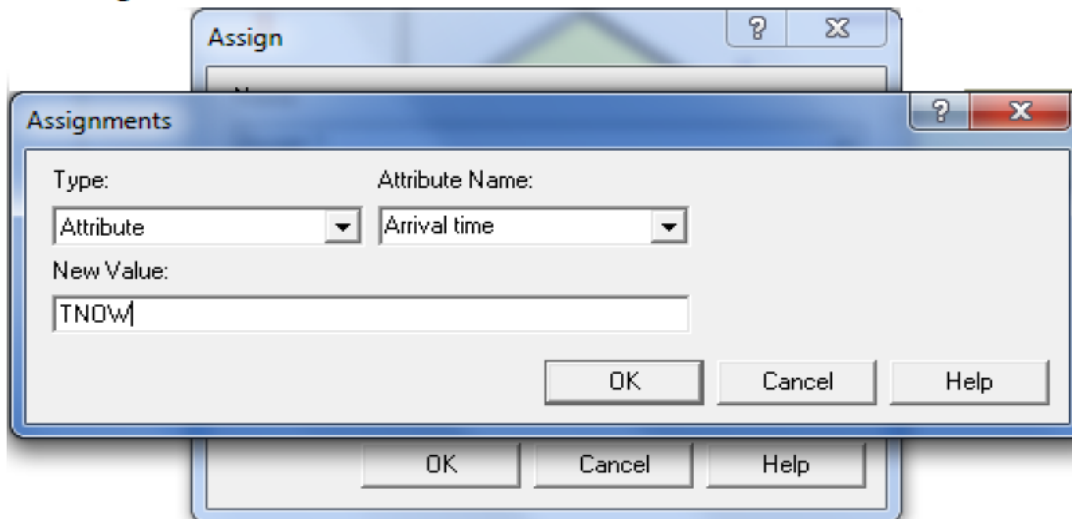 Assign
Assignments
Type:
Attribute Name:
Attribute
Arrival time
New Value:
TNOW
OK
Cancel
Help
OK
Cancel
Help